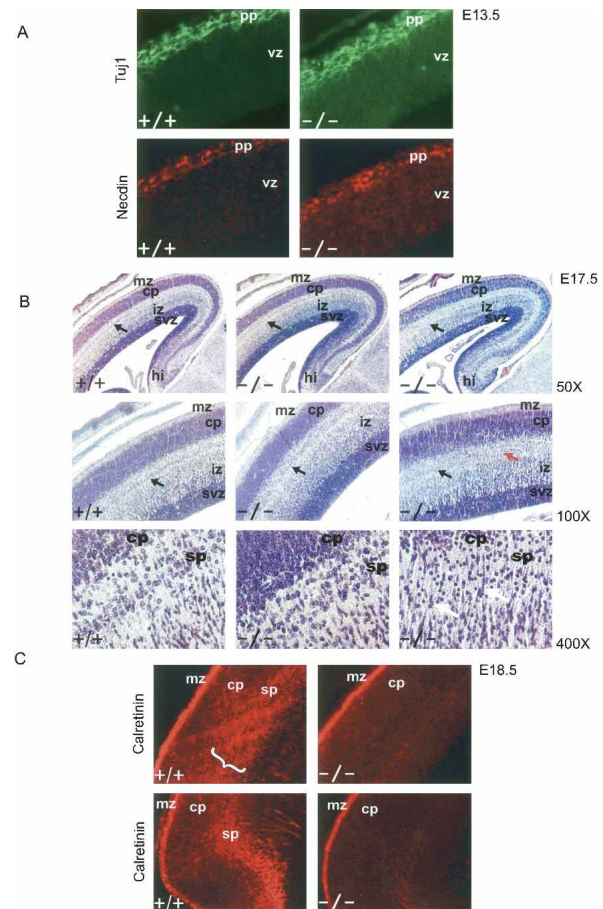 A
E13.5
Tuj1
pp
vz
+/+
pp
vz
−/−
Necdin
pp
vz
+/+
pp
vz
−/−
B
E17.5
mz
cp
iz
svz
hi
+/+
mz
cp
iz
svz
hi
−/−
mz
cp
iz
svz
hi
−/−
50X
mz
cp
iz
svz
+/+
mz
cp
iz
svz
−/−
mz
cp
iz
svz
−/−
100X
cp
sp
+/+
cp
sp
−/−
cp
sp
−/−
400X
C
E18.5
Calretinin
mz
cp
sp
+/+
mz
cp
−/−
Calretinin
mz
cp
sp
+/+
mz
cp
−/−